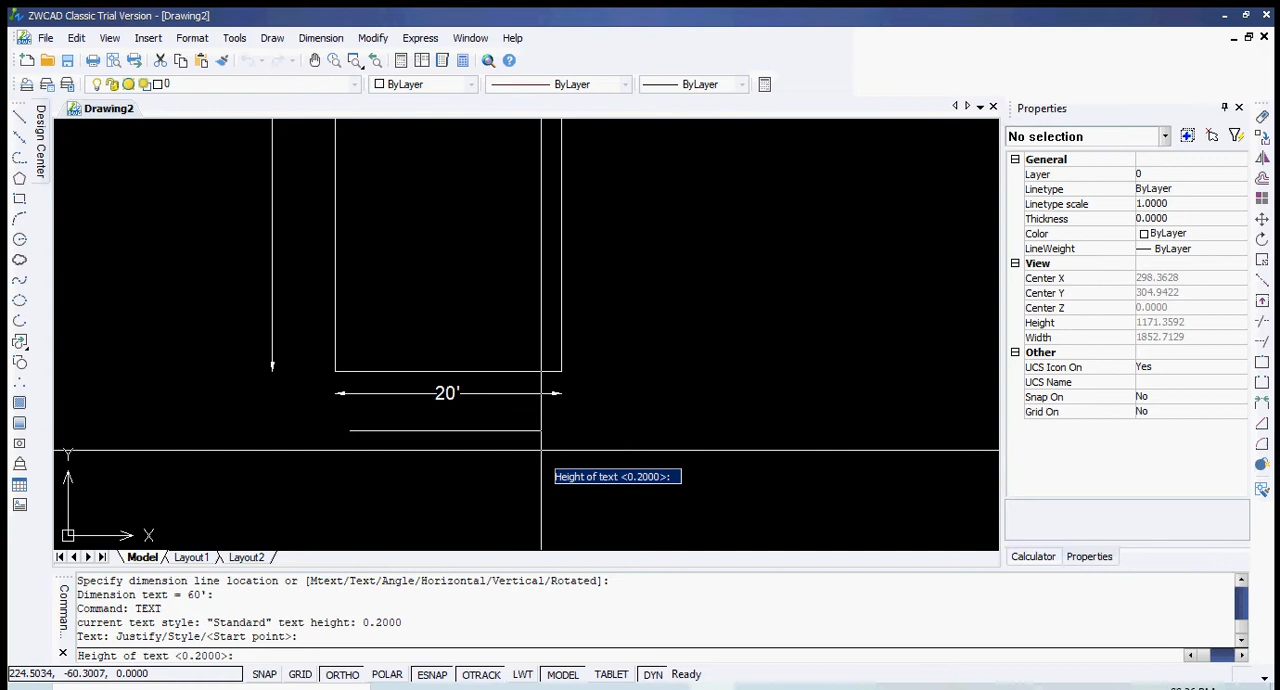 ZWCAD Classic Trial Version - [Drawing2]
File Edit View Insert Format Tools Draw Dimension Modify Express Window Help
0 ByLayer ByLayer ByLayer
Design Center
Drawing2
20'
Height of text <0.2000>:
Y
X
Model Layout1 Layout2
Properties
No selection
General
Layer 0
Linetype ByLayer
Linetype scale 1.0000
Thickness 0.0000
Color ByLayer
LineWeight ByLayer
View
Center X 298.3628
Center Y 304.9422
Center Z 0.0000
Height 1171.3592
Width 1852.7129
Other
UCS Icon On Yes
UCS Name
Snap On No
Grid On No
Calculator Properties
Comman...
Specify dimension line location or [Mtext/Text/Angle/Horizontal/Vertical/Rotated]:
Dimension text = 60':
Command: TEXT
current text style: "Standard" text height: 0.2000
Text: Justify/Style/<Start point>:
Height of text <0.2000>:
224.5034, -60.3007, 0.0000 SNAP GRID ORTHO POLAR ESNAP OTRACK LWT MODEL TABLET DYN Ready